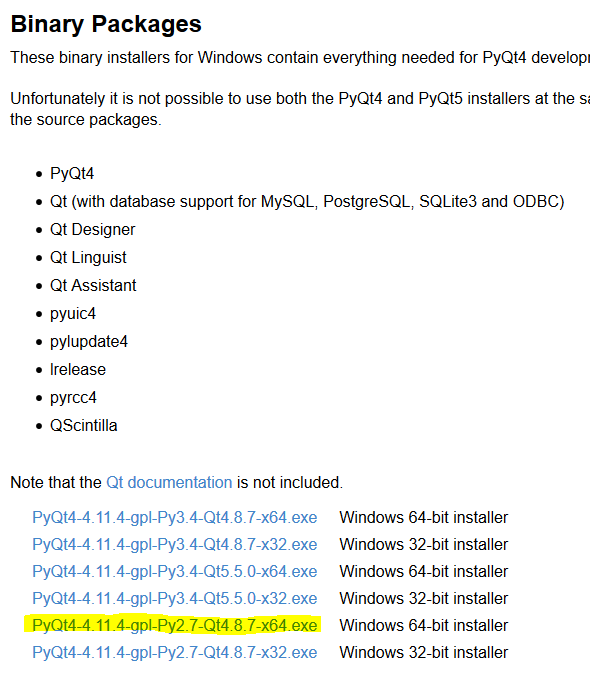 Binary Packages
These binary installers for Windows contain everything needed for PyQt4
Unfortunately it is not possible to use both the PyQt4 and PyQt5 installers at the
the source packages.
PyQt4
Qt (with database support for MySQL, PostgreSQL, SQLite3 and ODBC)
Qt Designer
Qt Linguist
Qt Assistant
pyuic4
pylupdate4
lrelease
pyrcc4
QScintilla
Note that the Qt documentation is not included.
PyQt4-4.11.4-gpl-Py3.4-Qt4.8.7-x64.exe Windows 64-bit installer
PyQt4-4.11.4-gpl-Py3.4-Qt4.8.7-x32.exe Windows 32-bit installer
PyQt4-4.11.4-gpl-Py3.4-Qt5.5.0-x64.exe Windows 64-bit installer
PyQt4-4.11.4-gpl-Py3.4-Qt5.5.0-x32.exe Windows 32-bit installer
PyQt4-4.11.4-gpl-Py2.7-Qt4.8.7-x64.exe Windows 64-bit installer
PyQt4-4.11.4-gpl-Py2.7-Qt4.8.7-x32.exe Windows 32-bit installer